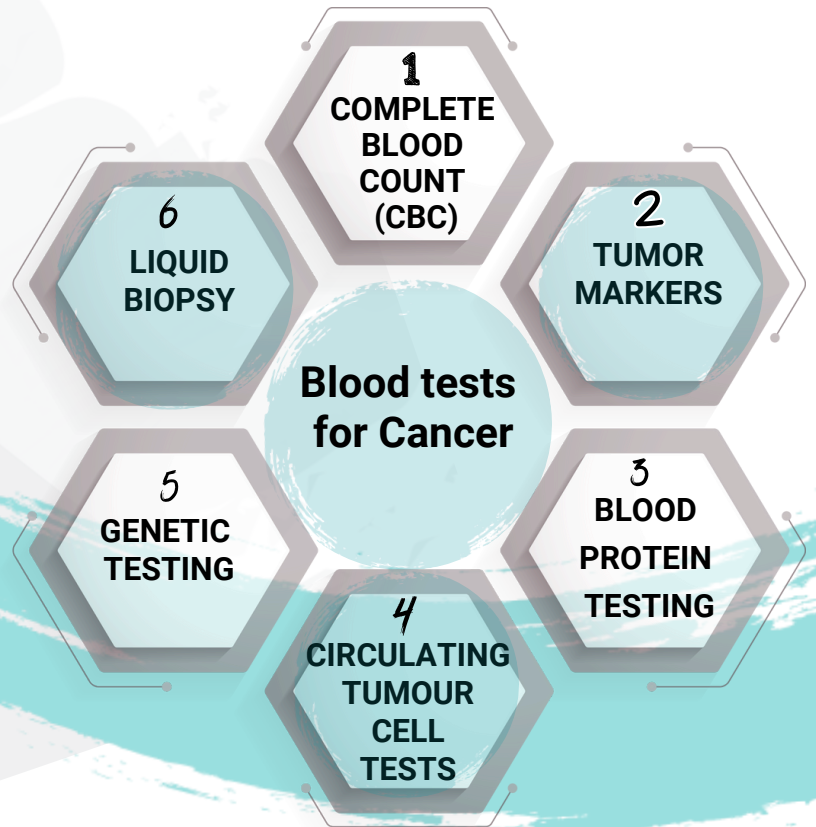 Blood tests
for Cancer
1
COMPLETE
BLOOD
COUNT
(CBC)
2
TUMOR
MARKERS
3
BLOOD
PROTEIN
TESTING
4
CIRCULATING
TUMOUR
CELL
TESTS
5
GENETIC
TESTING
6
LIQUID
BIOPSY